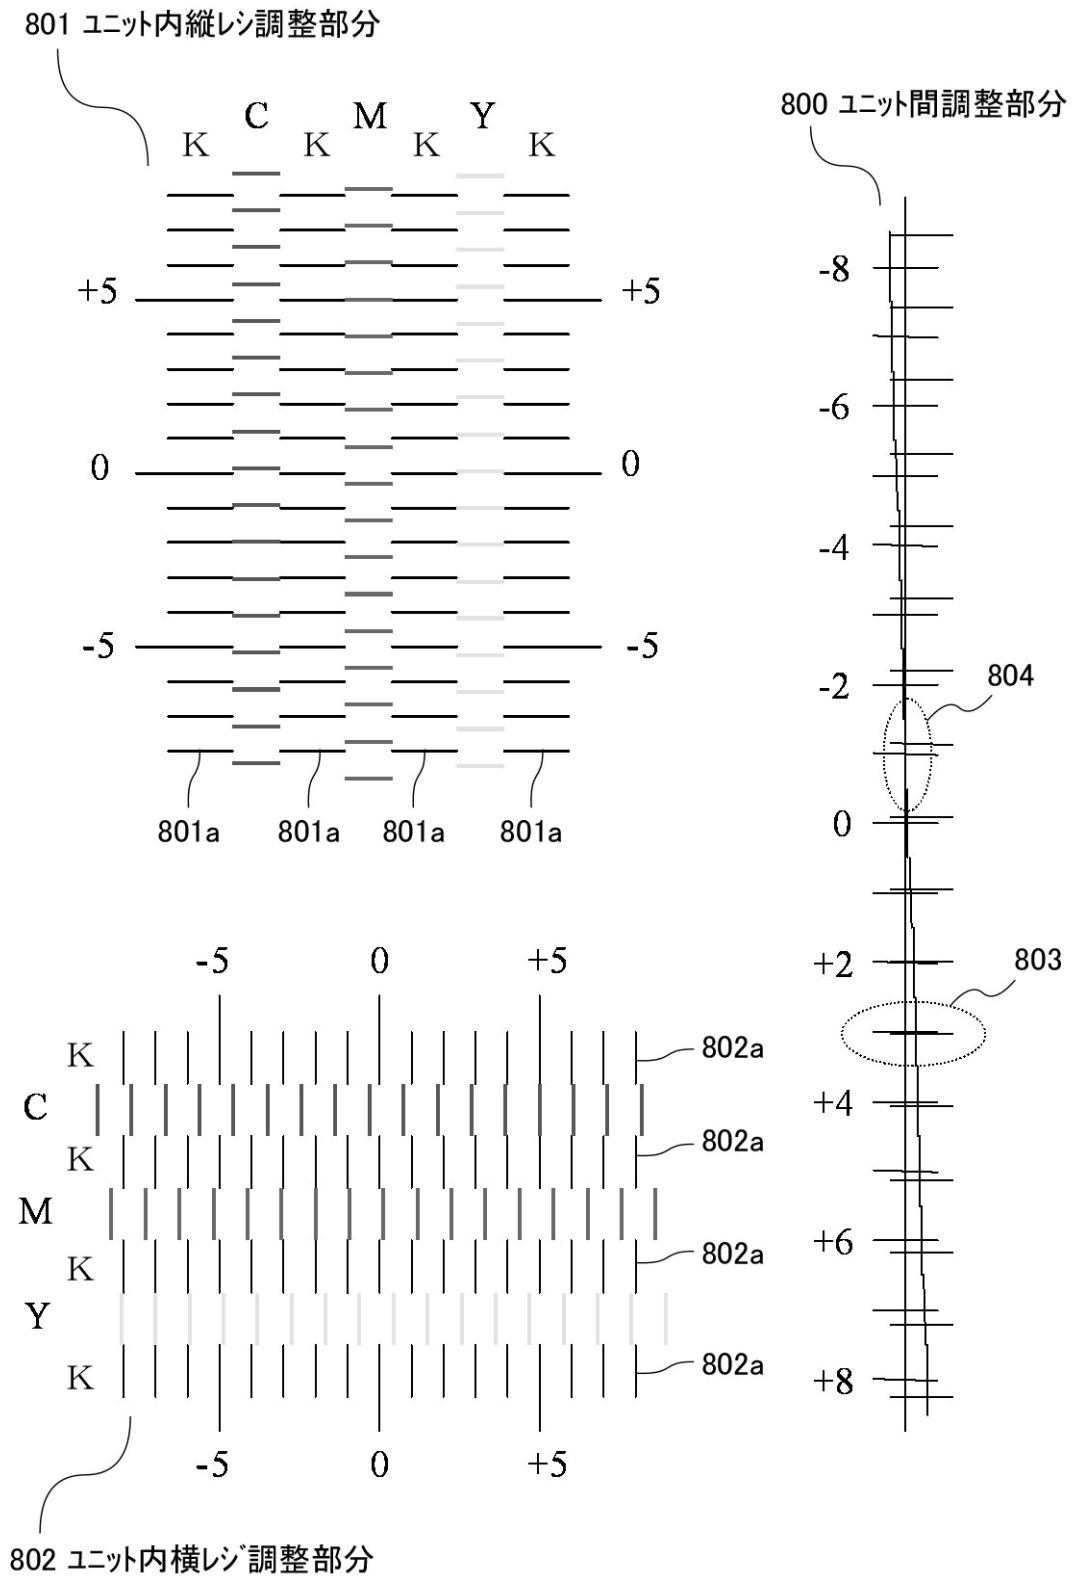 801 ユニット内縦レジ調整部分
C M Y
K K K K
+5 +5
0 0
-5 -5
801a 801a 801a 801a
800 ユニット間調整部分
-8
-6
-4
-2
804
0
+2
803
+4
+6
+8
-5 0 +5
K 802a
C
K 802a
M
K 802a
Y
K 802a
-5 0 +5
802 ユニット内横レジ調整部分